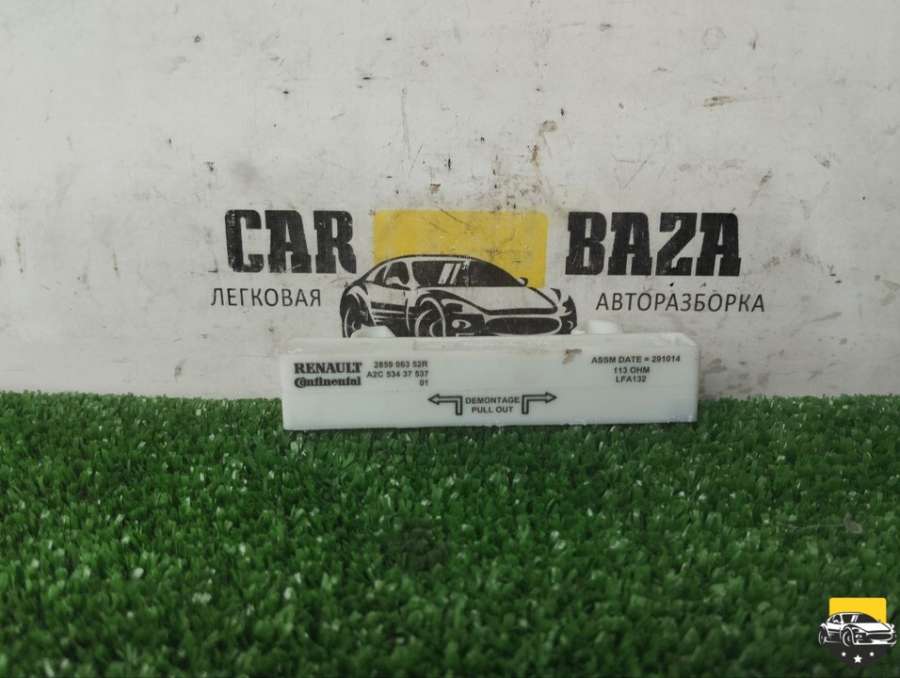 CAR BAZA
ЛЕГКОВАЯ АВТОРАЗБОРКА
RENAULT 2859 063 52R
Continental A2C 534 37 537
01
DEMONTAGE
PULL OUT
ASSM DATE = 291014
113 OHM
LFA132